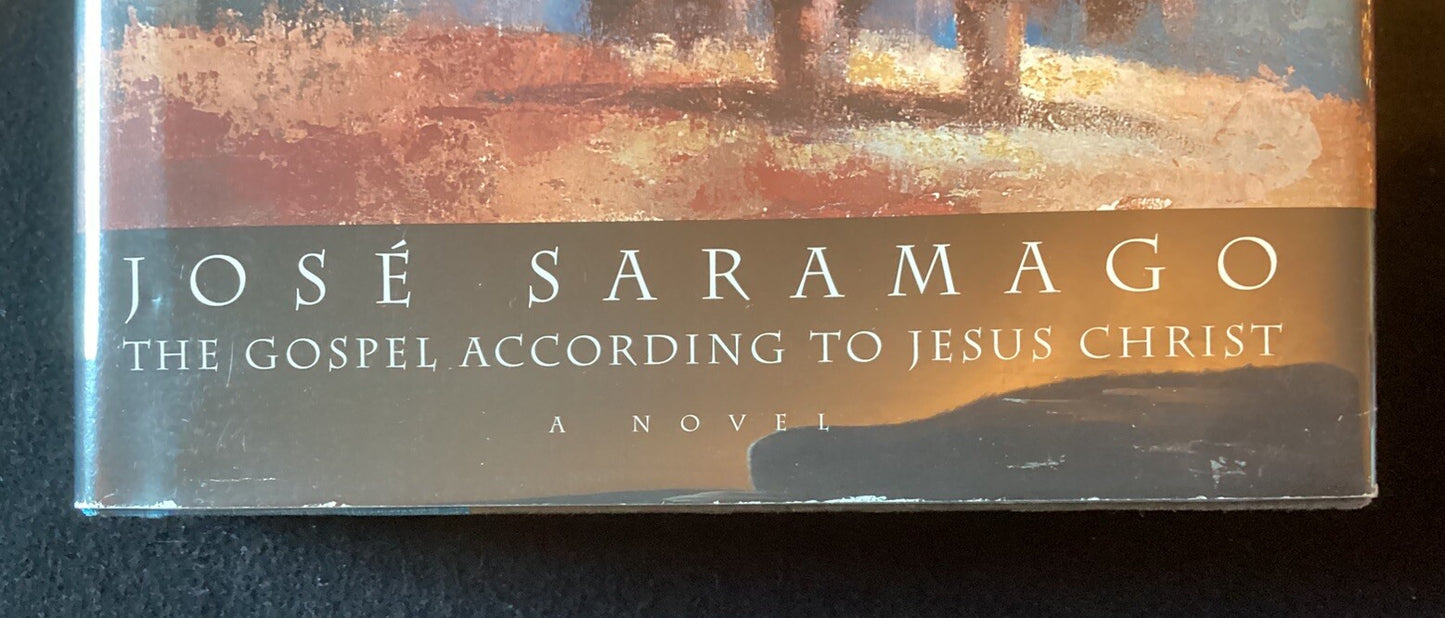 JOSÉ SARAMAGO
THE GOSPEL ACCORDING TO JESUS CHRIST
A NOVEL